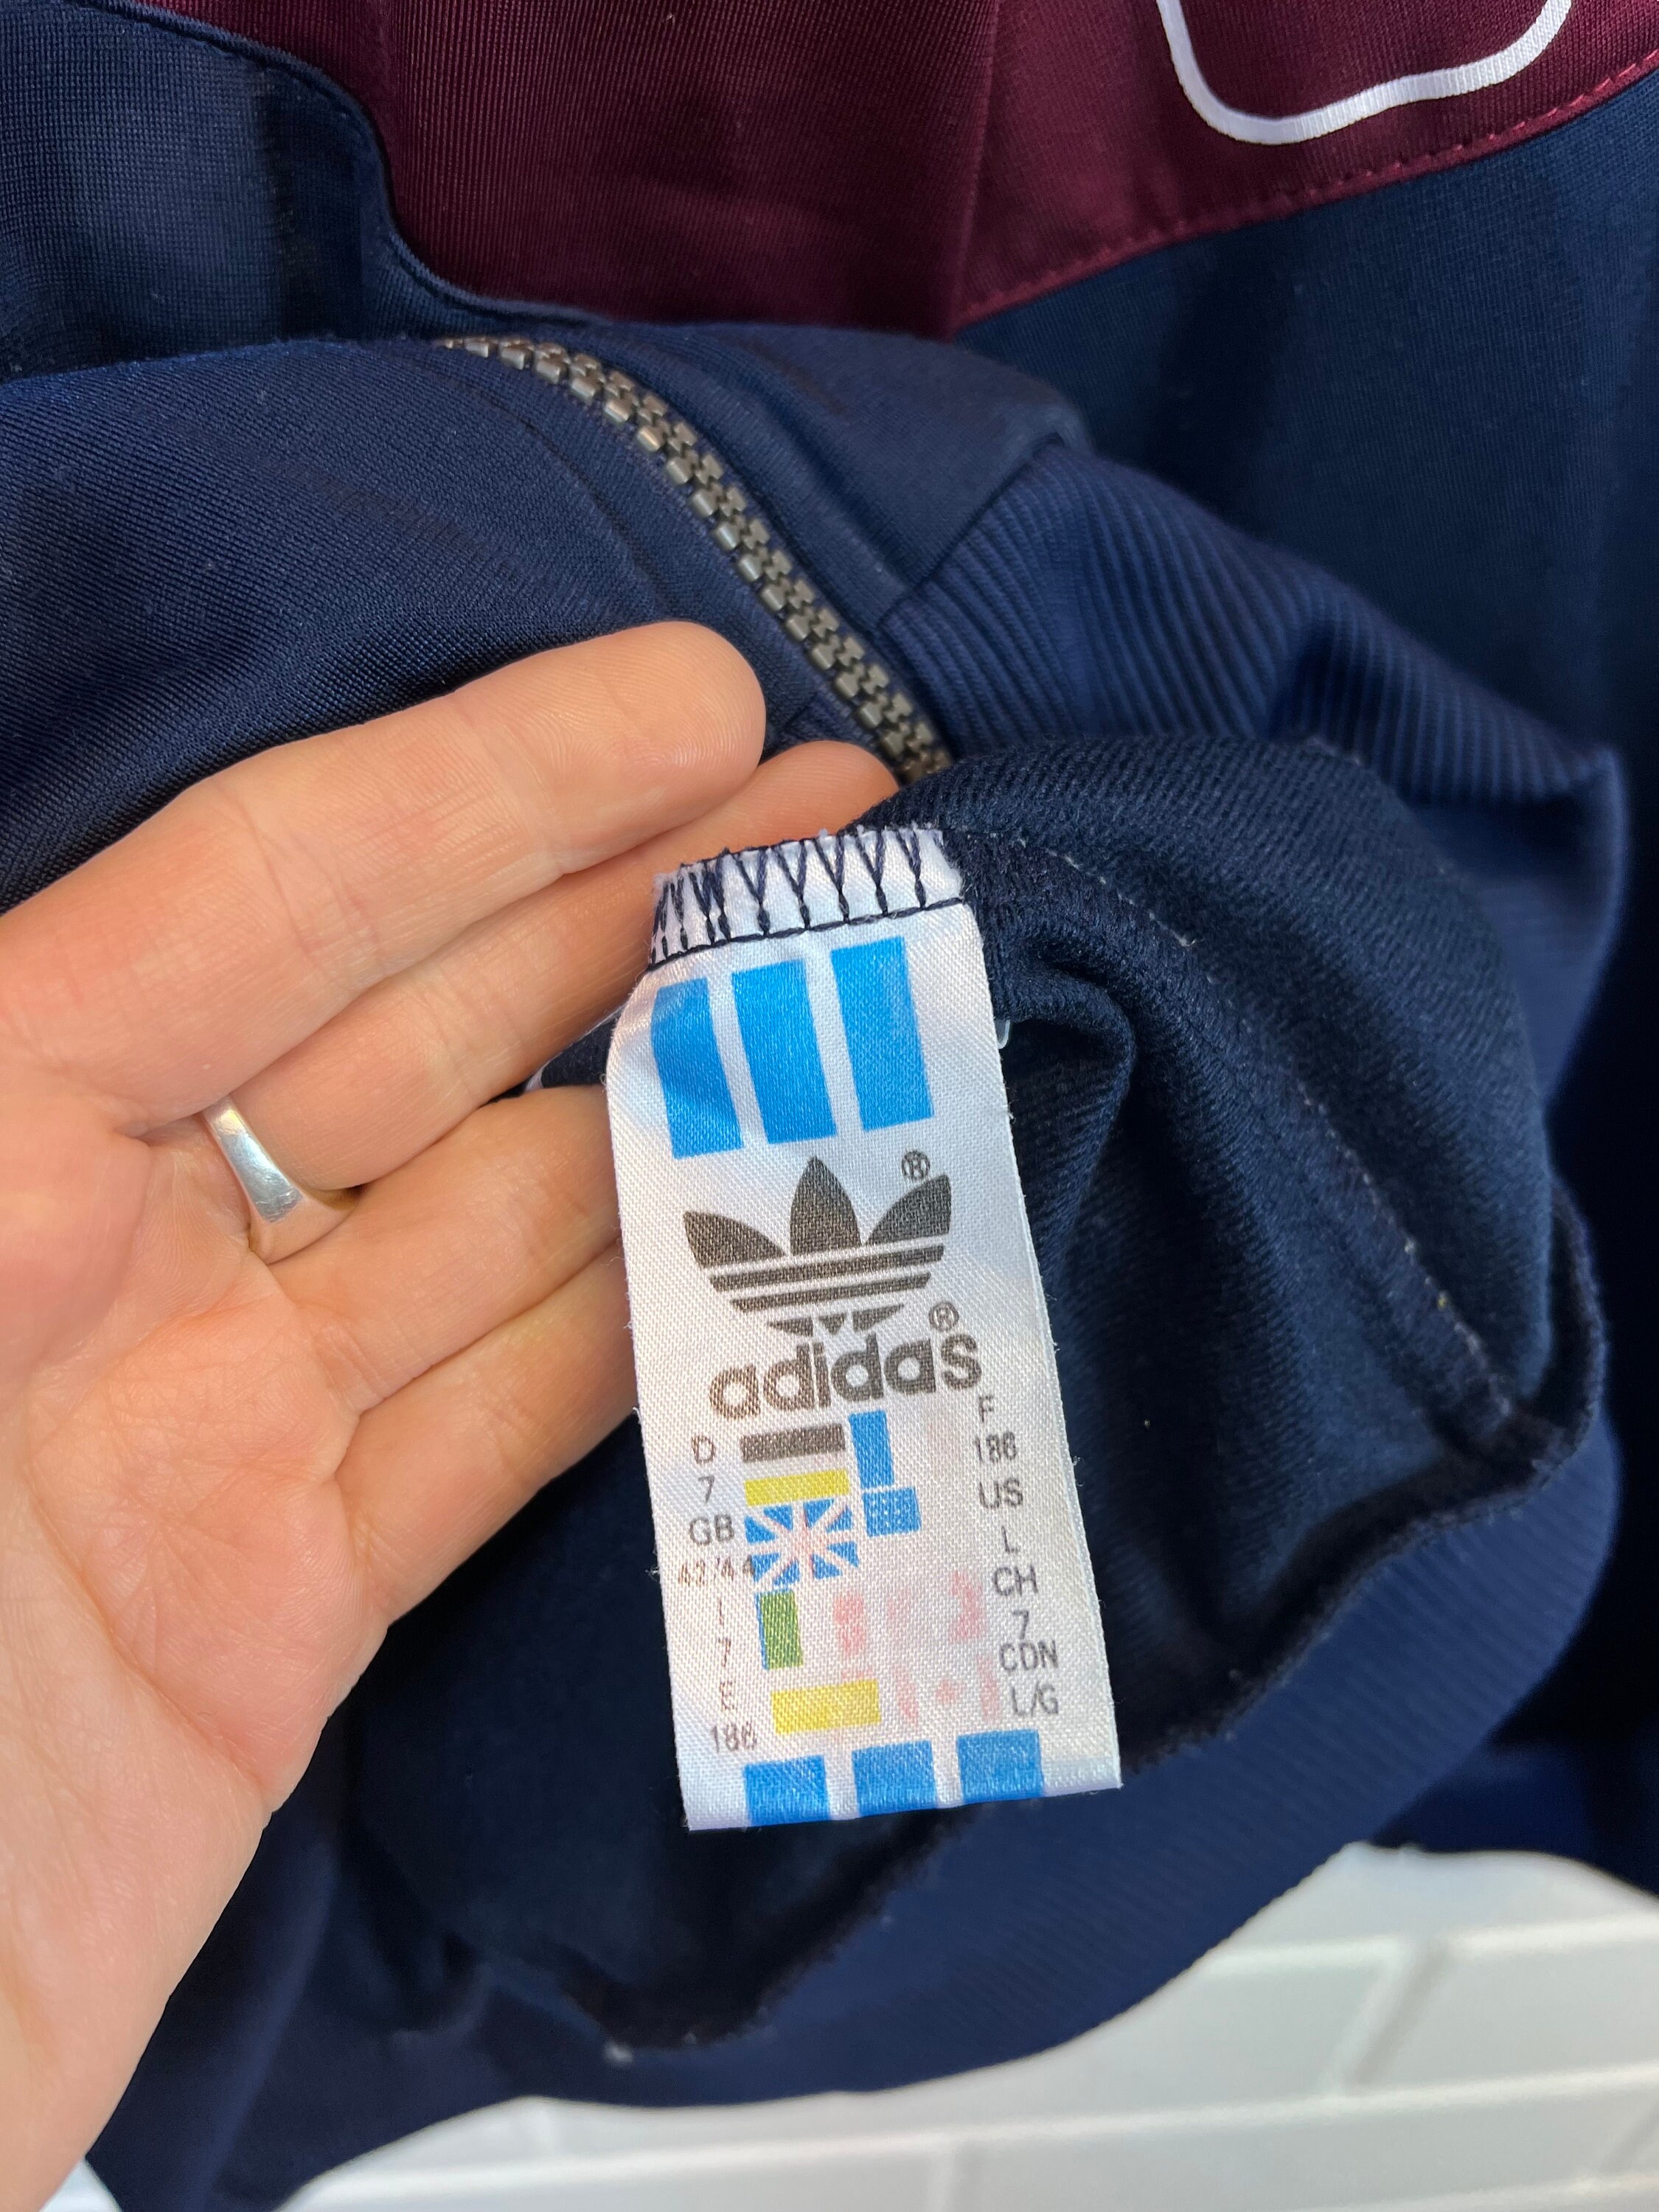 ®
adidas®
D
7
GB
42/44
I
7
E
186
F
186
US
L
CH
7
CDN
L/G